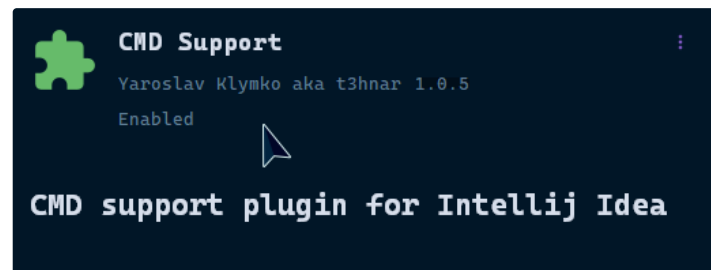 CMD Support
Yaroslav Klymko aka t3hnar 1.0.5
Enabled
CMD support plugin for Intellij Idea